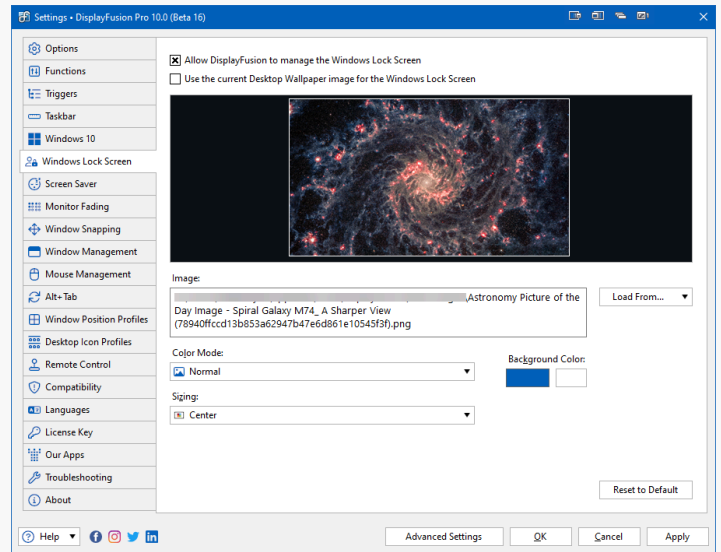 Settings • DisplayFusion Pro 10.0 (Beta 16)
Options
Functions
Triggers
Taskbar
Windows 10
Windows Lock Screen
Screen Saver
Monitor Fading
Window Snapping
Window Management
Mouse Management
Alt+Tab
Window Position Profiles
Desktop Icon Profiles
Remote Control
Compatibility
Languages
License Key
Our Apps
Troubleshooting
About
Allow DisplayFusion to manage the Windows Lock Screen
Use the current Desktop Wallpaper image for the Windows Lock Screen
Image:
\Astronomy Picture of the
Day Image - Spiral Galaxy M74_ A Sharper View
(78940ffccd13b853a62947b47e6d861e10545f3f).png
Load From...
Color Mode:
Normal
Background Color:
Sizing:
Center
Reset to Default
Help
Advanced Settings
OK
Cancel
Apply